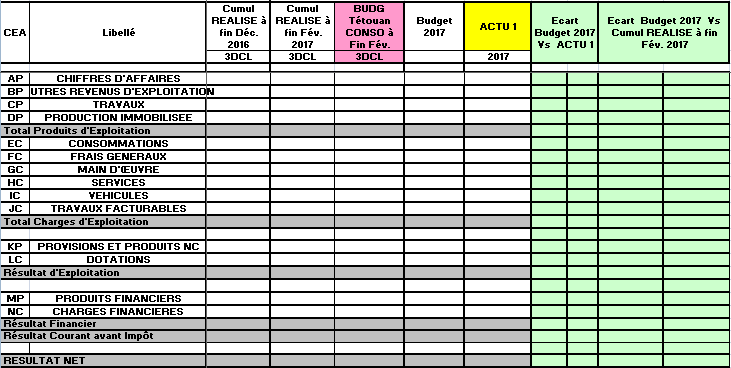 CEA Libellé Cumul REALISE à fin Déc. 2016 Cumul REALISE à fin Fév. 2017 BUDG Tétouan CONSO à Fin Fév. Budget 2017 ACTU 1 Ecart Budget 2017 Vs ACTU 1 Ecart Budget 2017 Vs Cumul REALISE à fin Fév. 2017
3DCL 3DCL 3DCL 2017
AP CHIFFRES D'AFFAIRES
BP UTRES REVENUS D'EXPLOITATION
CP TRAVAUX
DP PRODUCTION IMMOBILISEE
Total Produits d'Exploitation
EC CONSOMMATIONS
FC FRAIS GENERAUX
GC MAIN D'ŒUVRE
HC SERVICES
IC VEHICULES
JC TRAVAUX FACTURABLES
Total Charges d'Exploitation
KP PROVISIONS ET PRODUITS NC
LC DOTATIONS
Résultat d'Exploitation
MP PRODUITS FINANCIERS
NC CHARGES FINANCIERES
Résultat Financier
Résultat Courant avant Impôt
RESULTAT NET